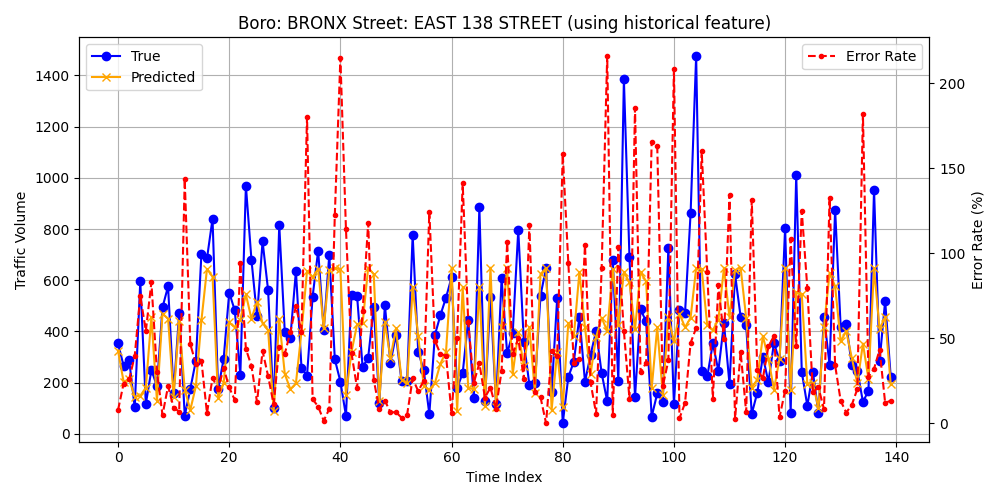 Boro: BRONX Street: EAST 138 STREET (using historical feature)
True
Predicted
Error Rate
1400
1200
1000
800
600
400
200
0
Traffic Volume
200
150
100
50
0
Error Rate (%)
0 20 40 60 80 100 120 140
Time Index